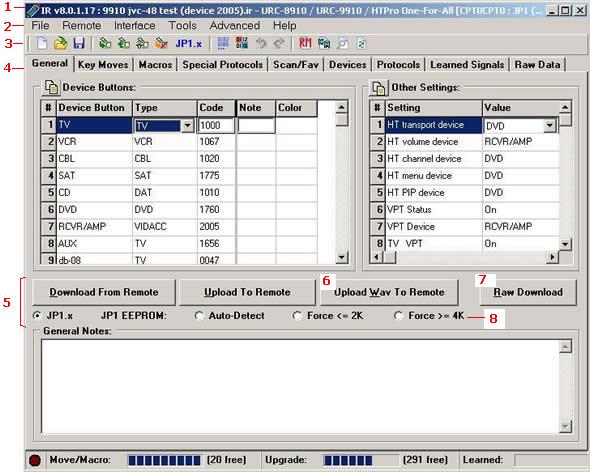 1 IR v8.0.1.17 : 9910 jvc-48 test (device 2005).ir - URC-8910 / URC-9910 / HTPro One-For-All [CPT0CPT0 : JP1 (...
2 File Remote Interface Tools Advanced Help
3 JP1.x RM
4 General Key Moves Macros Special Protocols Scan/Fav Devices Protocols Learned Signals Raw Data
Device Buttons:
# Device Button Type Code Note Color
1 TV TV 1000
2 VCR VCR 1067
3 CBL CBL 1020
4 SAT SAT 1775
5 CD DAT 1010
6 DVD DVD 1760
7 RCVR/AMP VIDACC 2005
8 AUX TV 1656
9 db-08 TV 0047
Other Settings:
# Setting Value
1 HT transport device DVD
2 HT volume device RCVR/AMP
3 HT channel device DVD
4 HT menu device DVD
5 HT PIP device DVD
6 VPT Status On
7 VPT Device RCVR/AMP
8 TV_VPT On
5 6 7
Download From Remote Upload To Remote Upload Wav To Remote Raw Download
JP1.x JP1 EEPROM: Auto-Detect Force <= 2K Force >= 4K 8
General Notes:
Move/Macro: (20 free) Upgrade: (291 free) Learned: